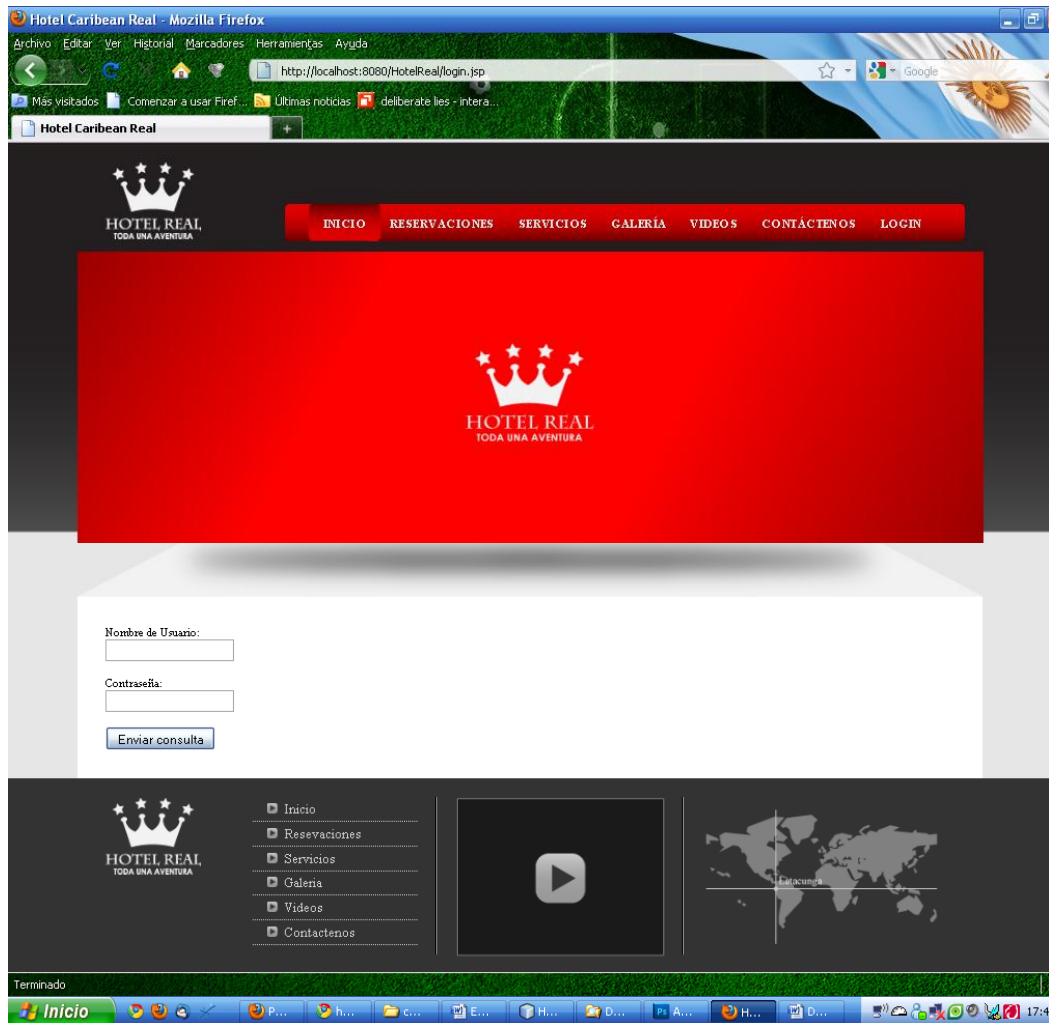 Hotel Caribean Real - Mozilla Firefox
Archivo Editar Ver Historial Marcadores Herramientas Ayuda
http://localhost:8080/HotelReal/login.jsp
Google
Más visitados Comenzar a usar Firef... Últimas noticias deliberate lies - intera...
Hotel Caribean Real
+
HOTEL REAL
TODA UNA AVENTURA
INICIO RESERVACIONES SERVICIOS GALERÍA VIDEOS CONTÁCTENOS LOGIN
HOTEL REAL
TODA UNA AVENTURA
Nombre de Usuario:
Contraseña:
Enviar consulta
HOTEL REAL
TODA UNA AVENTURA
Inicio
Resevaciones
Servicios
Galeria
Videos
Contactenos
Latacunga
Terminado
Inicio P... h... c... E... H... D... Ps A... H... D... 17:4